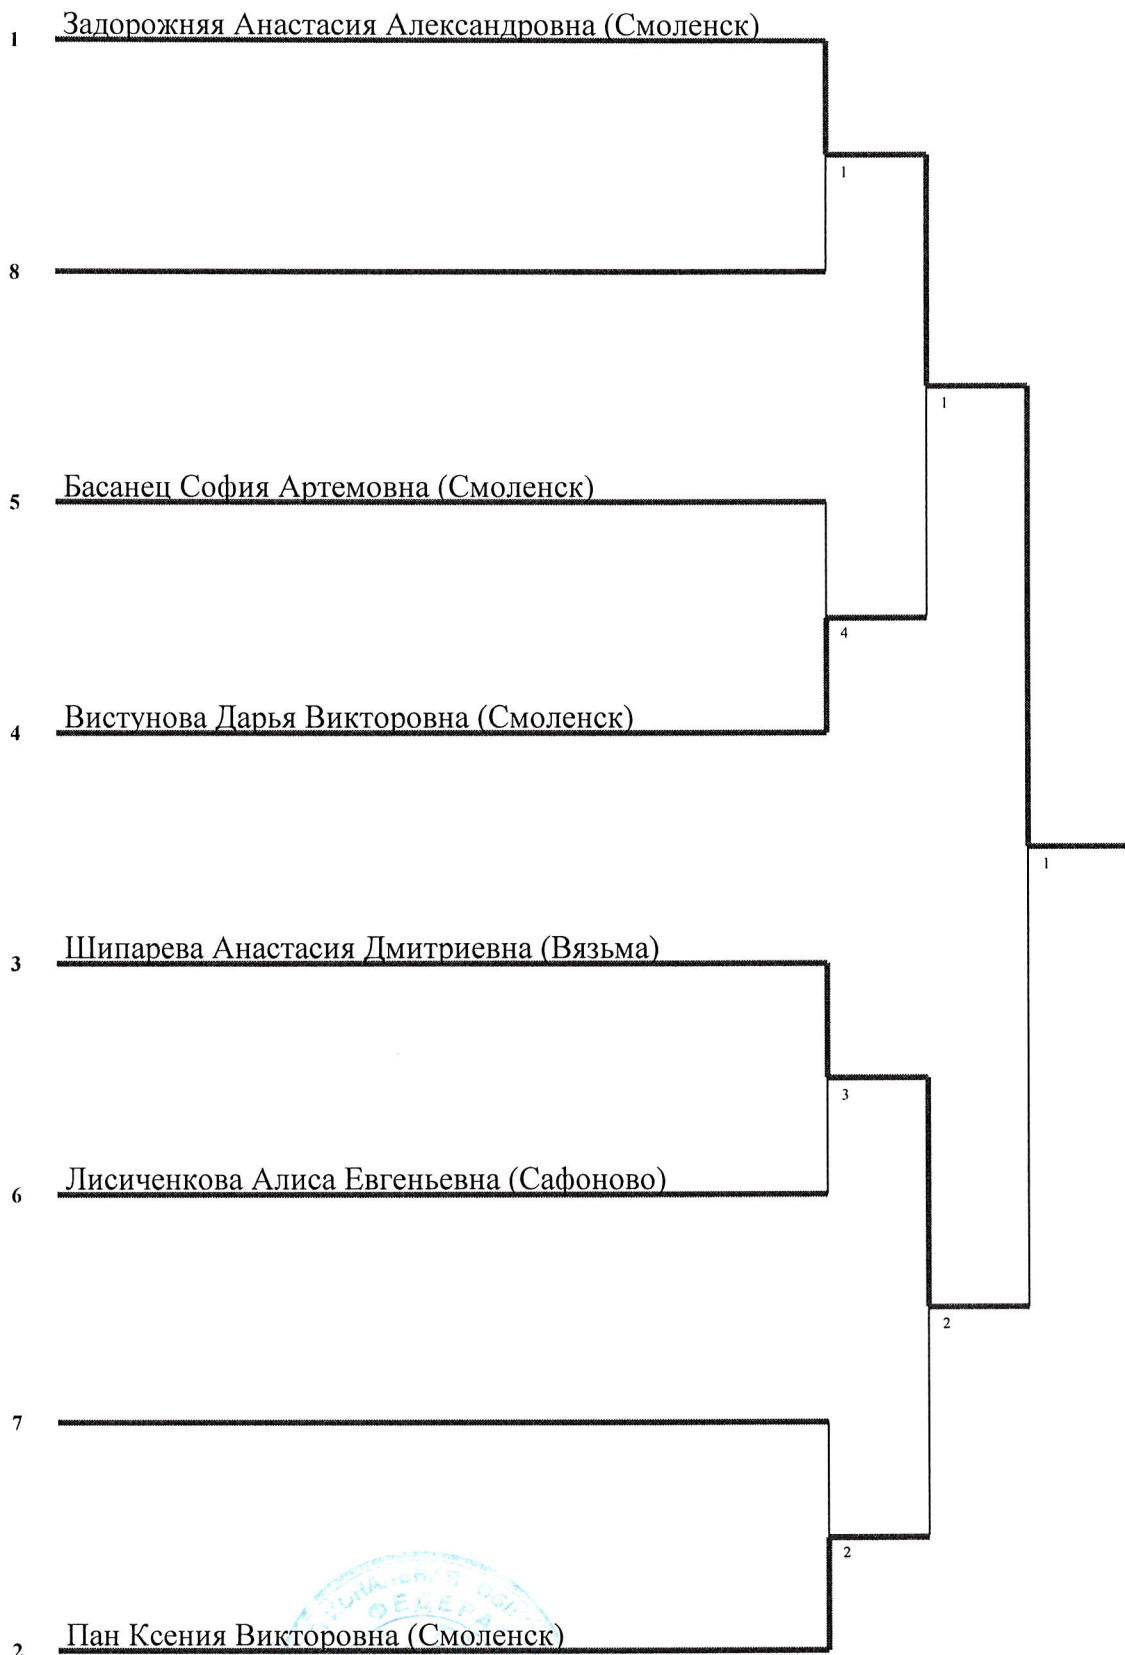 1 Задорожняя Анастасия Александровна (Смоленск)
1
8
1
5 Басанец София Артемовна (Смоленск)
4
4 Вистунова Дарья Викторовна (Смоленск)
1
3 Шипарева Анастасия Дмитриевна (Вязьма)
3
6 Лисиченкова Алиса Евгеньевна (Сафоново)
2
7
2
ФЕДЕРА
2 Пан Ксения Викторовна (Смоленск)